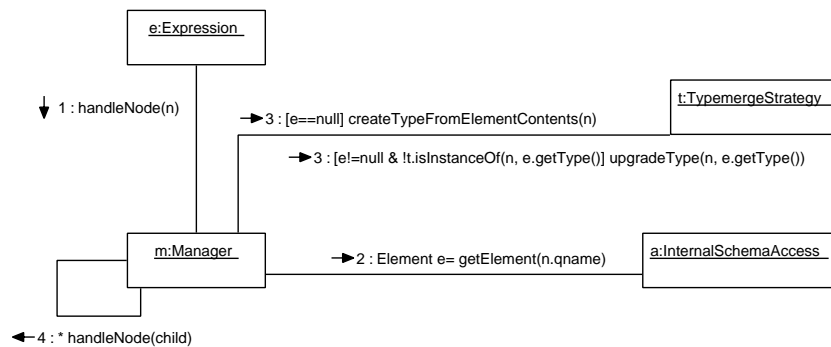 e:Expression
1 : handleNode(n)
t:TypemergeStrategy
3 : [e==null] createTypeFromElementContents(n)
3 : [e!=null & !t.isInstanceOf(n, e.getType()] upgradeType(n, e.getType())
m:Manager
a:InternalSchemaAccess
2 : Element e= getElement(n.qname)
4 : * handleNode(child)